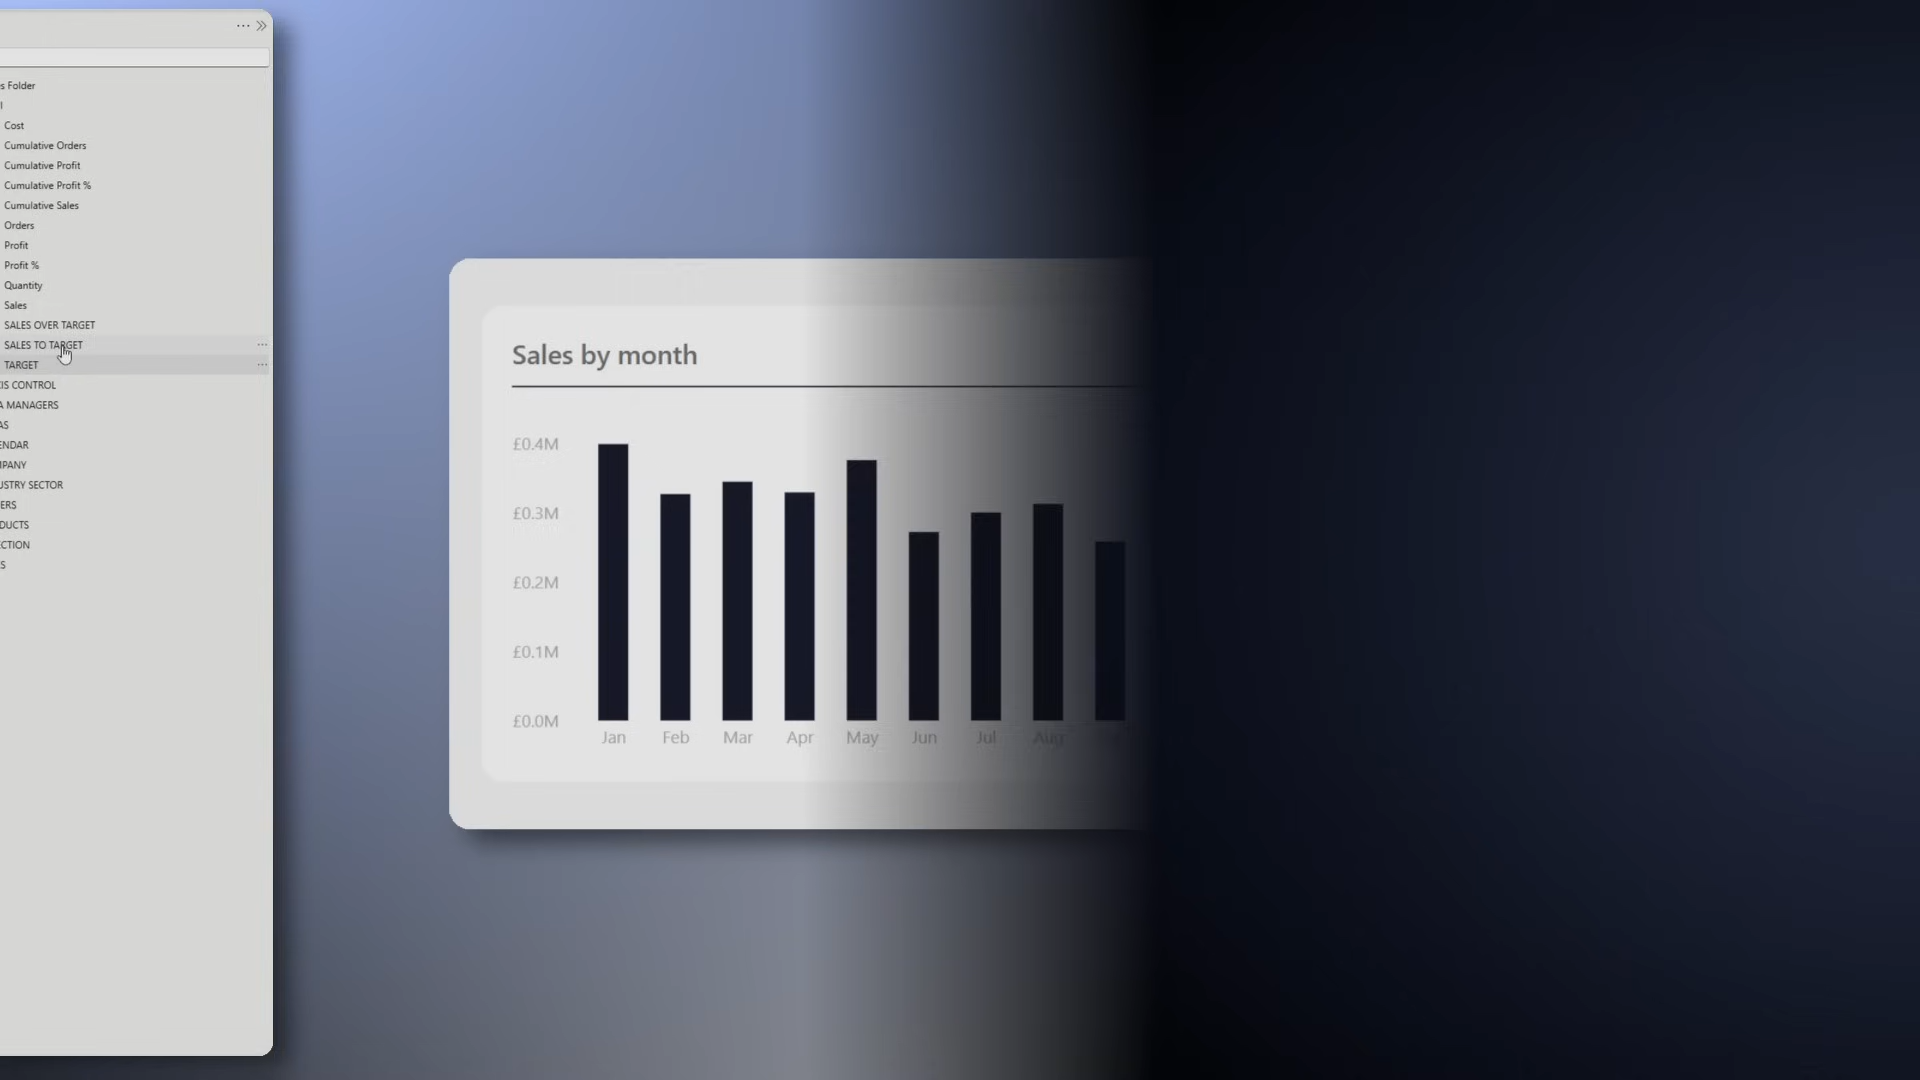 s Folder
Cost
Cumulative Orders
Cumulative Profit
Cumulative Profit %
Cumulative Sales
Orders
Profit
Profit %
Quantity
Sales
SALES OVER TARGET
SALES TO TARGET
TARGET
IS CONTROL
A MANAGERS
AS
ENDAR
MPANY
USTRY SECTOR
ERS
DUCTS
CTION
S
Sales by month
£0.4M
£0.3M
£0.2M
£0.1M
£0.0M
Jan Feb Mar Apr May Jun Jul Aug